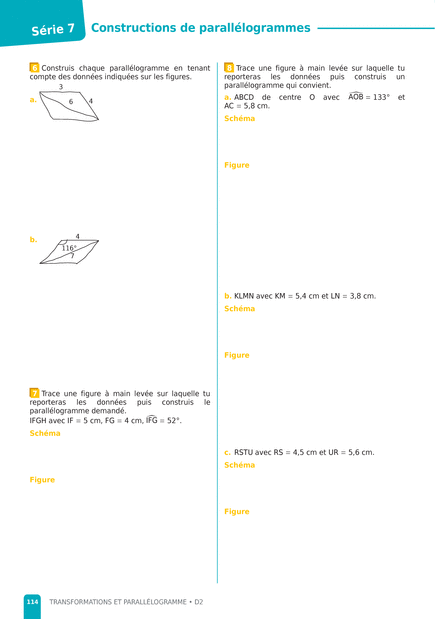 Série 7
Constructions de parallélogrammes
6 Construis chaque parallélogramme en tenant
compte des données indiquées sur les figures.
a.
3
6
4
b.
4
116°
7
7 Trace une figure à main levée sur laquelle tu
reporteras les données puis construis le
parallélogramme demandé.
IFGH avec IF = 5 cm, FG = 4 cm, IFG = 52°.
Schéma
Figure
8 Trace une figure à main levée sur laquelle tu
reporteras les données puis construis un
parallélogramme qui convient.
a. ABCD de centre O avec AOB = 133° et
AC = 5,8 cm.
Schéma
Figure
b. KLMN avec KM = 5,4 cm et LN = 3,8 cm.
Schéma
Figure
c. RSTU avec RS = 4,5 cm et UR = 5,6 cm.
Schéma
Figure
114 TRANSFORMATIONS ET PARALLÉLOGRAMME • D2